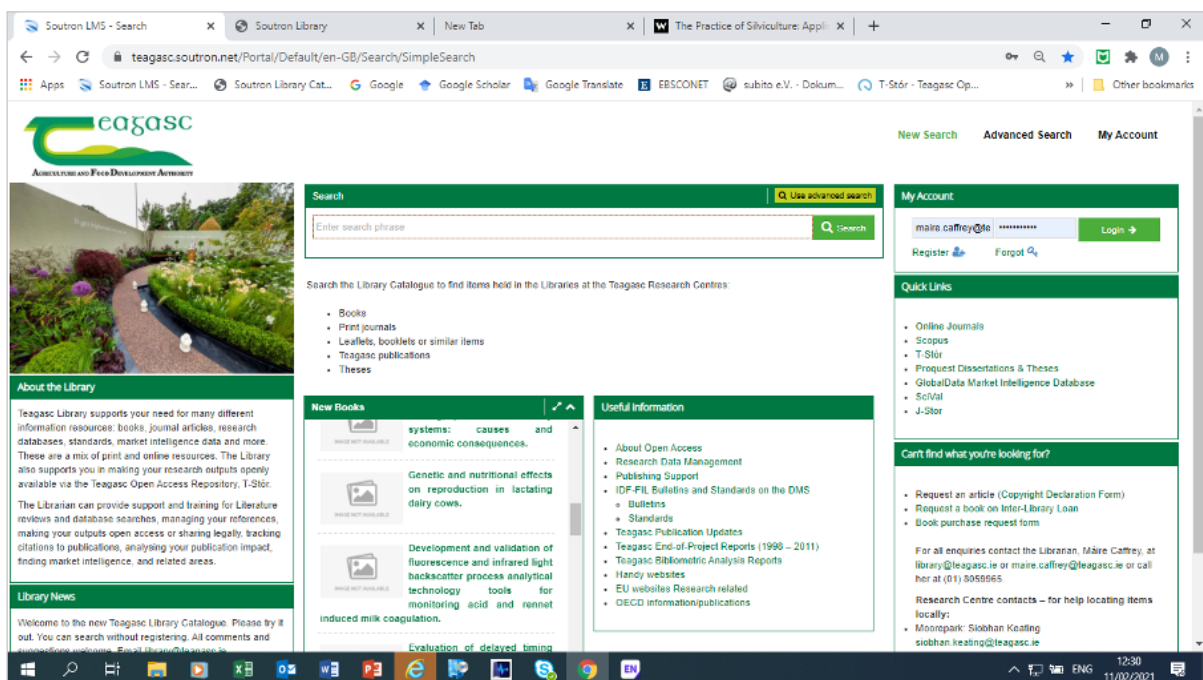 Soutron LMS - Search
Soutron Library
New Tab
The Practice of Silviculture: Appli
teagasc.soutron.net/Portal/Default/en-GB/Search/SimpleSearch
M
Apps
Soutron LMS - Sear...
Soutron Library Cat...
Google
Google Scholar
Google Translate
EBSCONET
subito e.V. - Dokum...
T-Stór - Teagasc Op...
»
Other bookmarks
Teagasc
Agriculture and Food Development Authority
New Search
Advanced Search
My Account
Search
Use advanced search
Enter search phrase
Search
Search the Library Catalogue to find items held in the Libraries at the Teagasc Research Centres:
• Books
• Print journals
• Leaflets, booklets or similar items
• Teagasc publications
• Theses
My Account
maire.caffrey@te
Login
Register
Forgot
Quick Links
• Online Journals
• Scopus
• T-Stór
• Proquest Dissertations & Theses
• GlobalData Market Intelligence Database
• SciVal
• J-Stor
About the Library
Teagasc Library supports your need for many different
information resources: books, journal articles, research
databases, standards, market intelligence data and more.
These are a mix of print and online resources. The Library
also supports you in making your research outputs openly
available via the Teagasc Open Access Repository, T-Stór.
The Librarian can provide support and training for Literature
reviews and database searches, managing your references,
making your outputs open access or sharing legally, tracking
citations to publications, analysing your publication impact,
finding market intelligence, and related areas.
Library News
Welcome to the new Teagasc Library Catalogue. Please try it
out. You can search without registering. All comments and
suggestions welcome. Email library@teagasc.ie
New Books
systems: causes and
economic consequences.
IMAGE NOT AVAILABLE
Genetic and nutritional effects
on reproduction in lactating
dairy cows.
IMAGE NOT AVAILABLE
Development and validation of
fluorescence and infrared light
backscatter process analytical
technology tools for
monitoring acid and rennet
induced milk coagulation.
IMAGE NOT AVAILABLE
Evaluation of delayed timing
Useful Information
• About Open Access
• Research Data Management
• Publishing Support
• IDF-FIL Bulletins and Standards on the DMS
o Bulletins
o Standards
• Teagasc Publication Updates
• Teagasc End-of-Project Reports (1998 – 2011)
• Teagasc Bibliometric Analysis Reports
• Handy websites
• EU websites Research related
• OECD information/publications
Can't find what you're looking for?
• Request an article (Copyright Declaration Form)
• Request a book on Inter-Library Loan
• Book purchase request form
For all enquiries contact the Librarian, Máire Caffrey, at
library@teagasc.ie or maire.caffrey@teagasc.ie or call
her at (01) 8059965.
Research Centre contacts – for help locating items
locally:
• Moorepark: Siobhan Keating
siobhan.keating@teagasc.ie
EN
ENG
12:30
11/02/2021